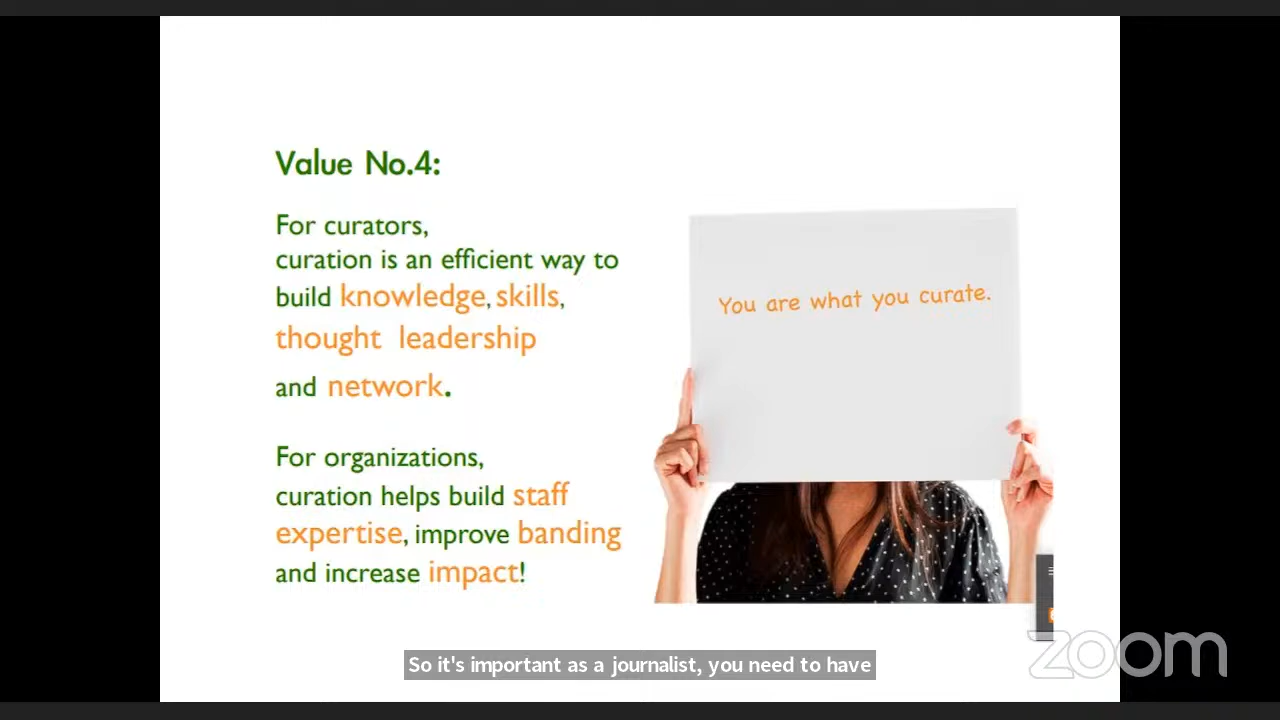 Value No.4:
For curators,
curation is an efficient way to
build knowledge, skills,
thought leadership
and network.
For organizations,
curation helps build staff
expertise, improve banding
and increase impact!
You are what you curate.
So it's important as a journalist, you need to have
zoom